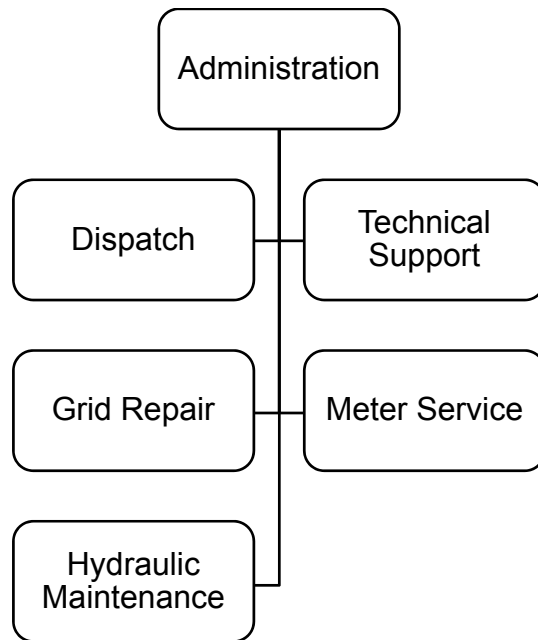 Administration
Dispatch
Technical
Support
Grid Repair
Meter Service
Hydraulic
Maintenance